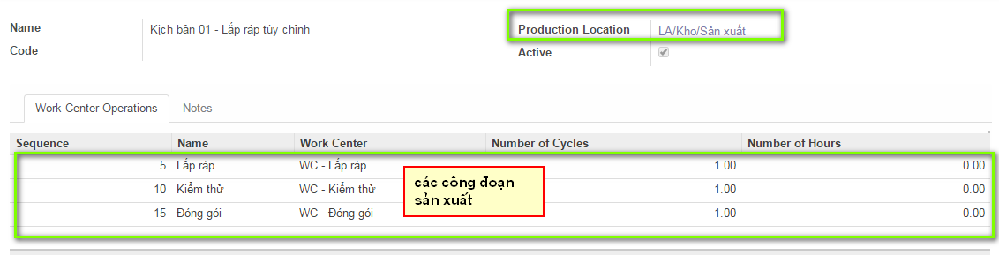 Name Kich bản 01 - Lắp ráp tùy chỉnh Production Location LA/Kho/Sản xuất
Code Active
Work Center Operations Notes
Sequence Name Work Center Number of Cycles Number of Hours
5 Lắp ráp WC - Lắp ráp 1.00 0.00
10 Kiểm thử WC - Kiểm thử 1.00 0.00
15 Đóng gói WC - Đóng gói 1.00 0.00
các công đoạn
sản xuất